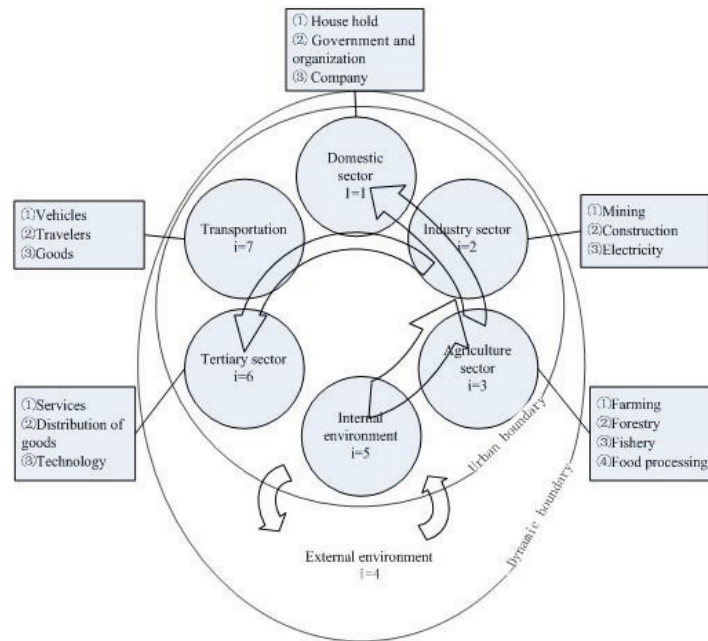 ① House hold
② Government and
organization
③ Company
Domestic
sector
1=1
①Vehicles
②Travelers
③Goods
Transportation
i=7
Industry sector
i=2
①Mining
②Construction
③Electricity
Tertiary sector
i=6
Agriculture
sector
i=3
①Services
②Distribution of
goods
③Technology
Internal
environment
i=5
①Farming
②Forestry
③Fishery
④Food processing
Urban boundary
Dynamic boundary
External environment
i=4